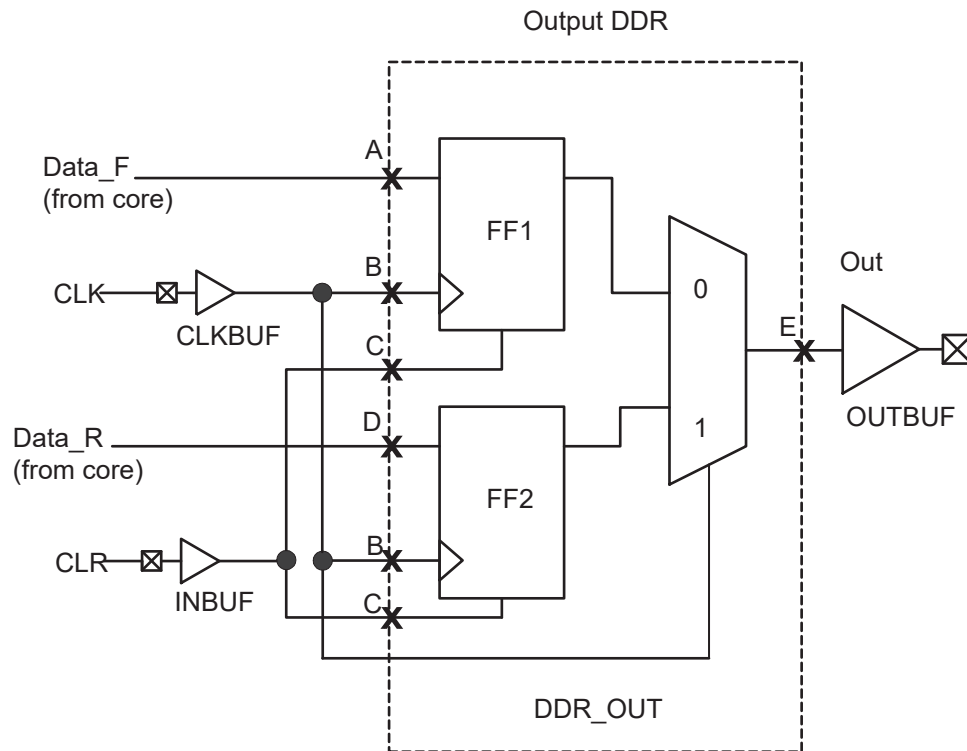 Output DDR
A
Data_F
(from core)
FF1
B
CLK
CLKBUF
0
Out
C
E
D
Data_R
(from core)
1
OUTBUF
FF2
B
CLR
INBUF
C
DDR_OUT